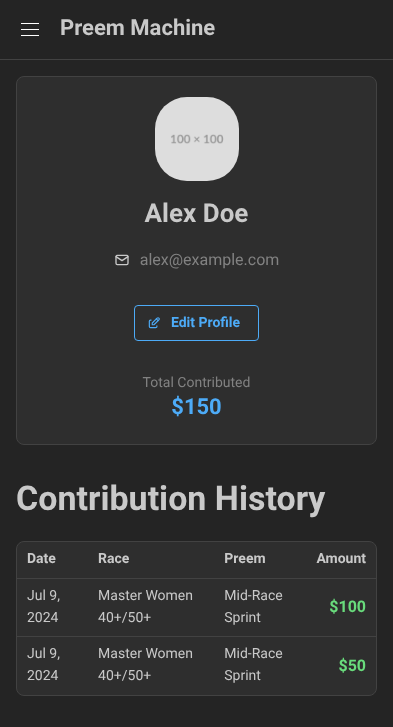 Preem Machine
100 × 100
Alex Doe
alex@example.com
Edit Profile
Total Contributed
$150
Contribution History
Date Race Preem Amount
Jul 9, Master Women Mid-Race $100
2024 40+/50+ Sprint
Jul 9, Master Women Mid-Race $50
2024 40+/50+ Sprint